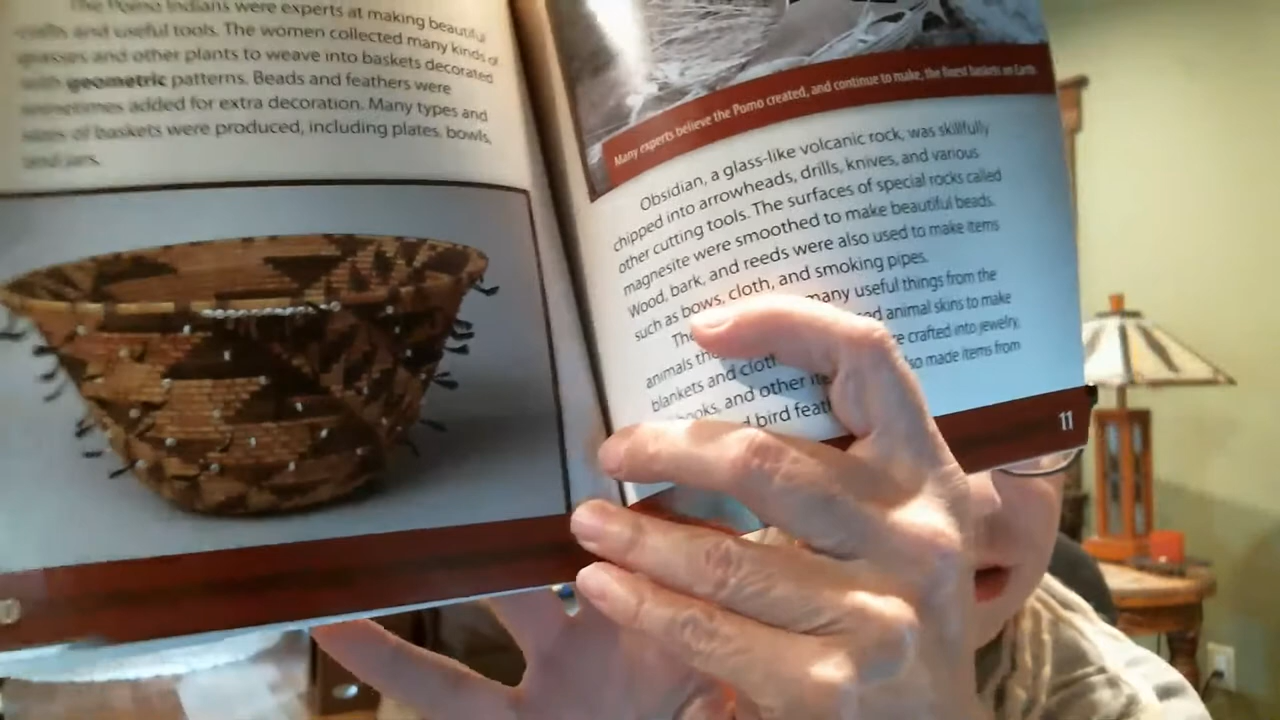 The Pomo Indians were experts at making beautiful
crafts and useful tools. The women collected many kinds of
grasses and other plants to weave into baskets decorated
with geometric patterns. Beads and feathers were
sometimes added for extra decoration. Many types and
sizes of baskets were produced, including plates, bowls,
and jars.
Many experts believe the Pomo created, and continue to make, the finest baskets on Earth.
Obsidian, a glass-like volcanic rock, was skillfully
chipped into arrowheads, drills, knives, and various
other cutting tools. The surfaces of special rocks called
magnesite were smoothed to make beautiful beads.
Wood, bark, and reeds were also used to make items
such as bows, cloth, and smoking pipes.
The many useful things from the
animals the animal skins to make
blankets and crafted into jewelry,
hooks, and other made items from
bird
11